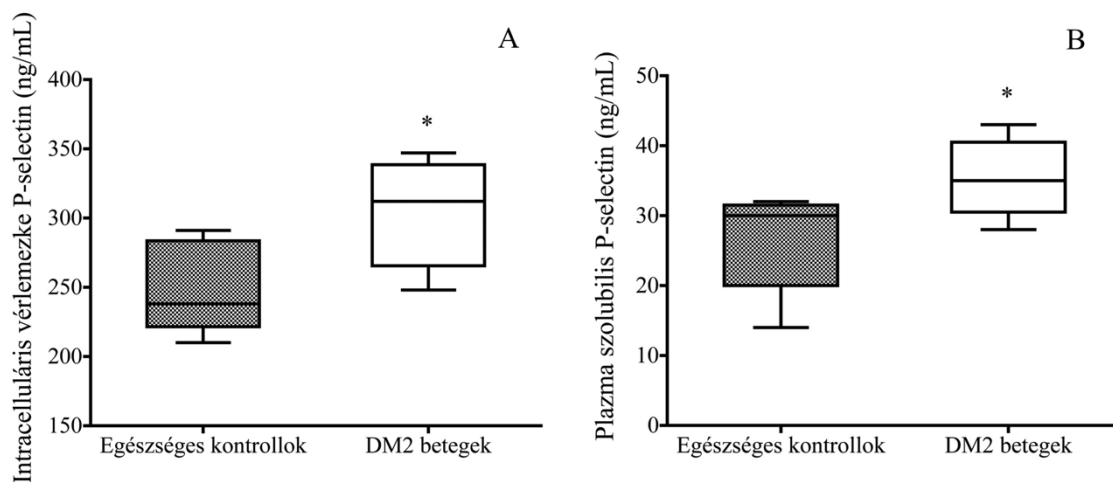 A
Intracelluláris vérlemezke P-selectin (ng/mL)
400
350
300
250
200
150
*
Egészséges kontrollok
DM2 betegek
B
Plazma szolubilis P-selectin (ng/mL)
50
40
30
20
10
0
*
Egészséges kontrollok
DM2 betegek